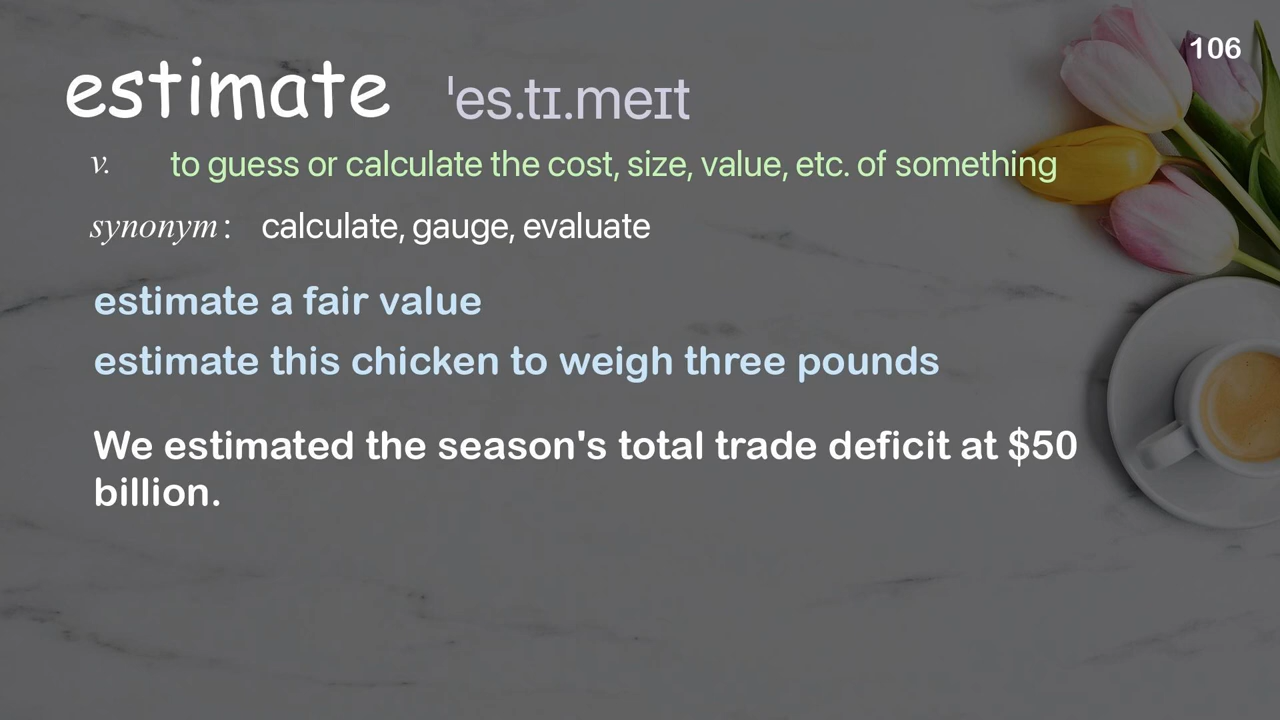 106
estimate ˈes.tɪ.meɪt
v. to guess or calculate the cost, size, value, etc. of something
synonym: calculate, gauge, evaluate
estimate a fair value
estimate this chicken to weigh three pounds
We estimated the season's total trade deficit at $50
billion.